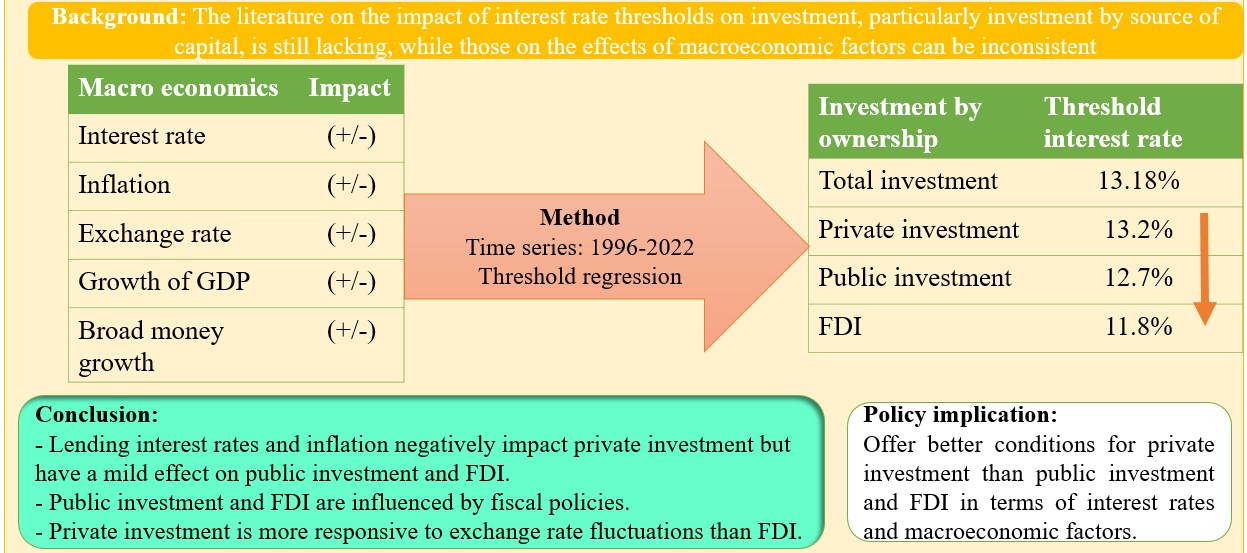 Background: The literature on the impact of interest rate thresholds on investment, particularly investment by source of
capital, is still lacking, while those on the effects of macroeconomic factors can be inconsistent
Macro economics Impact
Interest rate (+/-)
Inflation (+/-)
Exchange rate (+/-)
Growth of GDP (+/-)
Broad money (+/-)
growth
Method
Time series: 1996-2022
Threshold regression
Investment by Threshold
ownership interest rate
Total investment 13.18%
Private investment 13.2%
Public investment 12.7%
FDI 11.8%
Conclusion:
- Lending interest rates and inflation negatively impact private investment but
have a mild effect on public investment and FDI.
- Public investment and FDI are influenced by fiscal policies.
- Private investment is more responsive to exchange rate fluctuations than FDI.
Policy implication:
Offer better conditions for private
investment than public investment
and FDI in terms of interest rates
and macroeconomic factors.